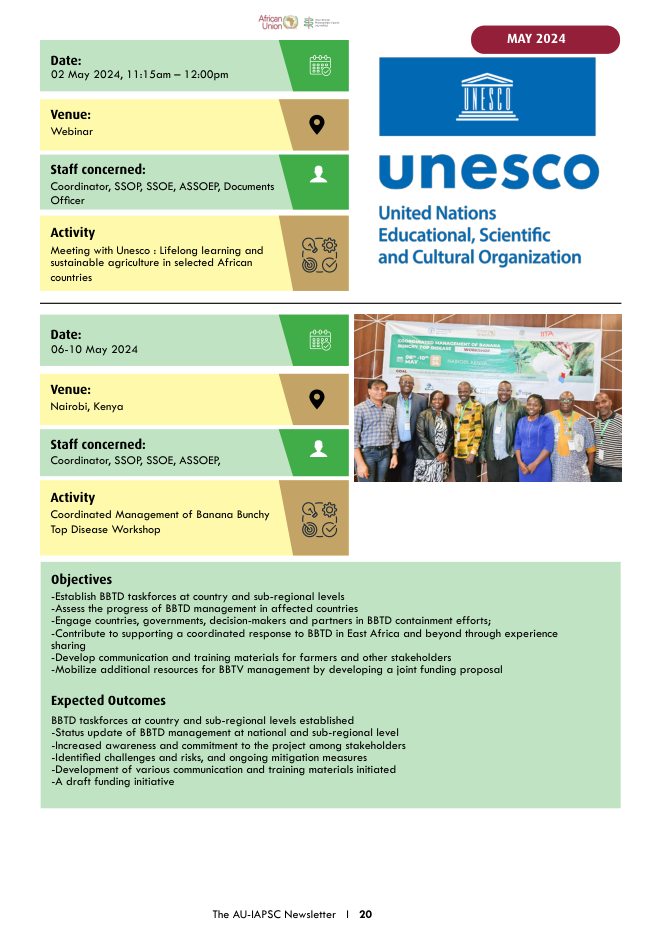 African
Union
MAY 2024
Date:
02 May 2024, 11:15am – 12:00pm
Venue:
Webinar
Staff concerned:
Coordinator, SSOP, SSOE, ASSOEP, Documents
Officer
Activity
Meeting with Unesco : Lifelong learning and
sustainable agriculture in selected African
countries
UNESCO
unesco
United Nations
Educational, Scientific
and Cultural Organization
Date:
06-10 May 2024
Venue:
Nairobi, Kenya
Staff concerned:
Coordinator, SSOP, SSOE, ASSOEP,
Activity
Coordinated Management of Banana Bunchy
Top Disease Workshop
IITA
COORDINATED MANAGEMENT OF BANANA
BUNCHY TOP DISEASE WORKSHOP
MAY
NAIROBI, KENYA
Objectives
-Establish BBTD taskforces at country and sub-regional levels
-Assess the progress of BBTD management in affected countries
-Engage countries, governments, decision-makers and partners in BBTD containment efforts;
-Contribute to supporting a coordinated response to BBTD in East Africa and beyond through experience
sharing
-Develop communication and training materials for farmers and other stakeholders
-Mobilize additional resources for BBTV management by developing a joint funding proposal
Expected Outcomes
BBTD taskforces at country and sub-regional levels established
-Status update of BBTD management at national and sub-regional level
-Increased awareness and commitment to the project among stakeholders
-Identified challenges and risks, and ongoing mitigation measures
-Development of various communication and training materials initiated
-A draft funding initiative
The AU-IAPSC Newsletter I 20